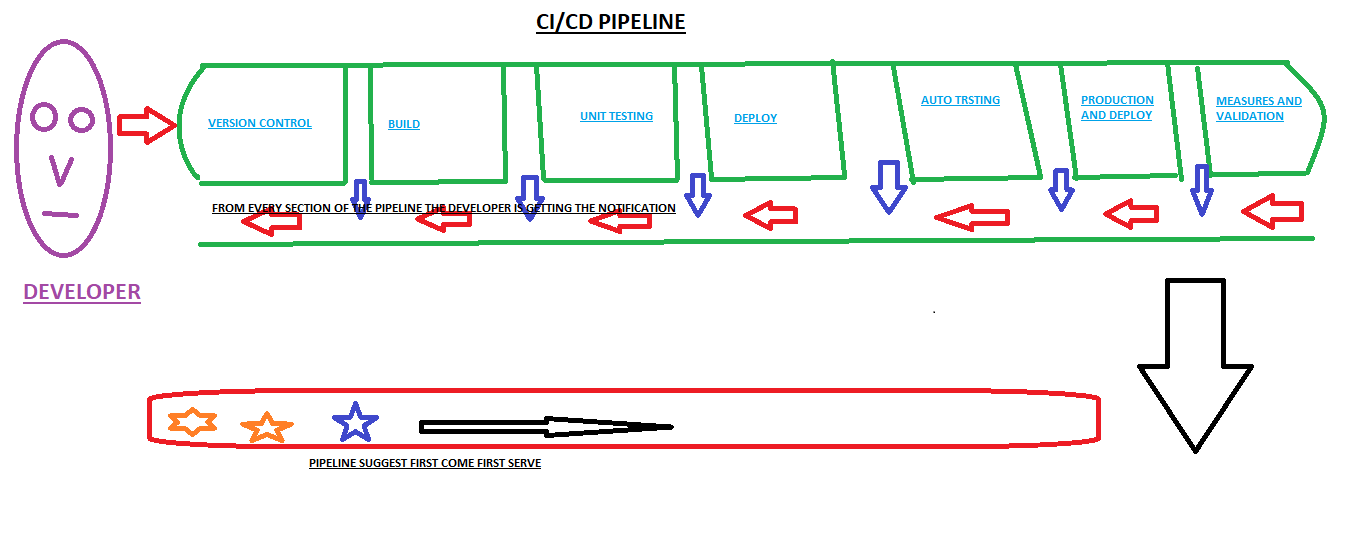 CI/CD PIPELINE
VERSION CONTROL
BUILD
UNIT TESTING
DEPLOY
AUTO TRSTING
PRODUCTION
AND DEPLOY
MEASURES AND
VALIDATION
FROM EVERY SECTION OF THE PIPELINE THE DEVELOPER IS GETTING THE NOTIFICATION
DEVELOPER
PIPELINE SUGGEST FIRST COME FIRST SERVE